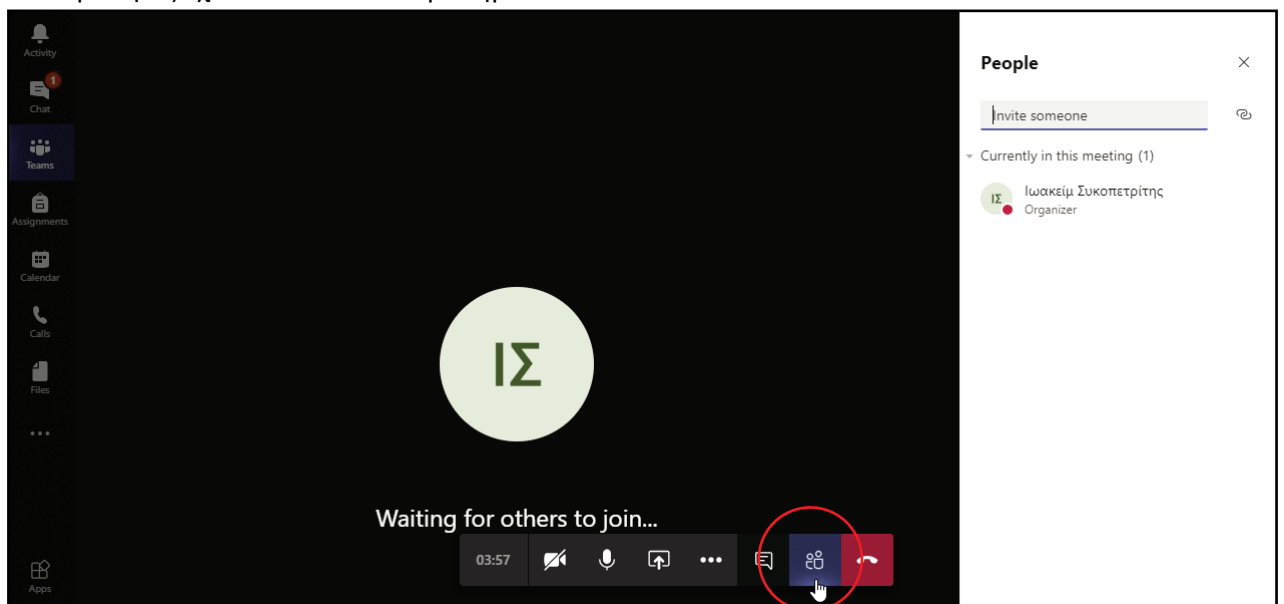 Activity
1
Chat
Teams
Assignments
Calendar
Calls
Files
Apps
ΙΣ
Waiting for others to join...
03:57
People
Invite someone
Currently in this meeting (1)
ΙΣ
Ιωακείμ Συκοπετρίτης
Organizer